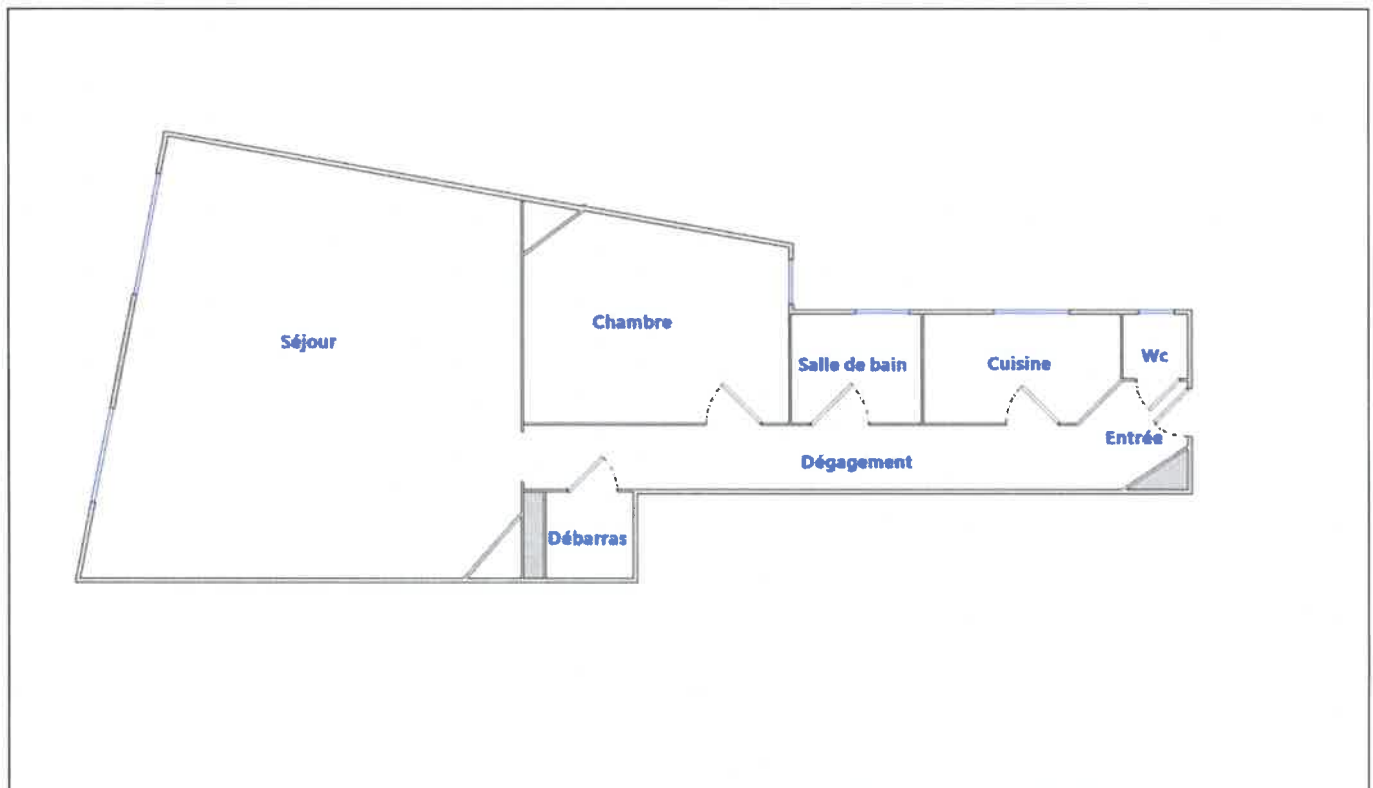 Séjour
Chambre
Salle de bain
Cuisine
Wc
Entrée
Dégagement
Débarras